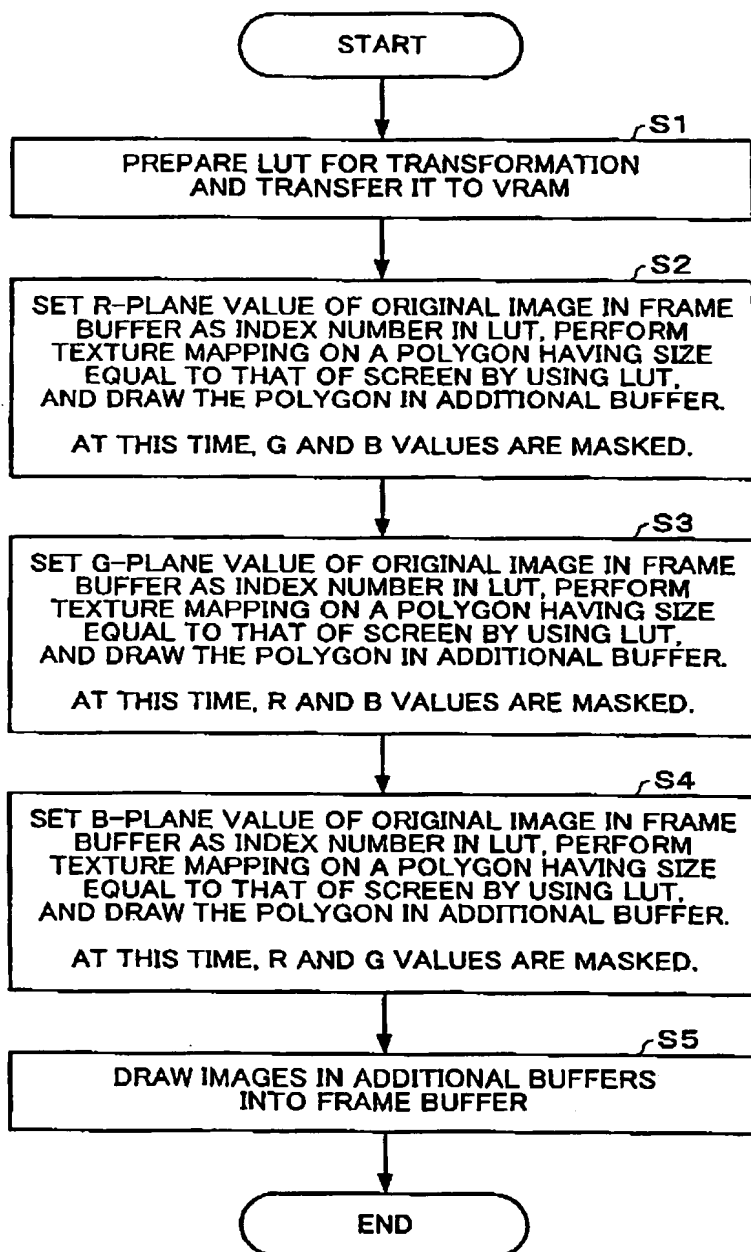 START
S1
PREPARE LUT FOR TRANSFORMATION
AND TRANSFER IT TO VRAM
S2
SET R-PLANE VALUE OF ORIGINAL IMAGE IN FRAME
BUFFER AS INDEX NUMBER IN LUT, PERFORM
TEXTURE MAPPING ON A POLYGON HAVING SIZE
EQUAL TO THAT OF SCREEN BY USING LUT,
AND DRAW THE POLYGON IN ADDITIONAL BUFFER.
AT THIS TIME, G AND B VALUES ARE MASKED.
S3
SET G-PLANE VALUE OF ORIGINAL IMAGE IN FRAME
BUFFER AS INDEX NUMBER IN LUT, PERFORM
TEXTURE MAPPING ON A POLYGON HAVING SIZE
EQUAL TO THAT OF SCREEN BY USING LUT,
AND DRAW THE POLYGON IN ADDITIONAL BUFFER.
AT THIS TIME, R AND B VALUES ARE MASKED.
S4
SET B-PLANE VALUE OF ORIGINAL IMAGE IN FRAME
BUFFER AS INDEX NUMBER IN LUT, PERFORM
TEXTURE MAPPING ON A POLYGON HAVING SIZE
EQUAL TO THAT OF SCREEN BY USING LUT,
AND DRAW THE POLYGON IN ADDITIONAL BUFFER.
AT THIS TIME, R AND G VALUES ARE MASKED.
S5
DRAW IMAGES IN ADDITIONAL BUFFERS
INTO FRAME BUFFER
END